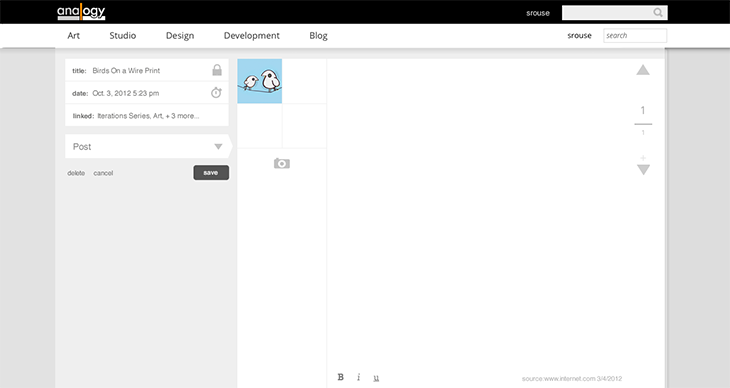 analogy
srouse
Art Studio Design Development Blog
srouse search
title: Birds On a Wire Print
date: Oct. 3, 2012 5:23 pm
linked: Iterations Series, Art, + 3 more...
Post
delete cancel save
1
1
+
B i u
source:www.internet.com 3/4/2012